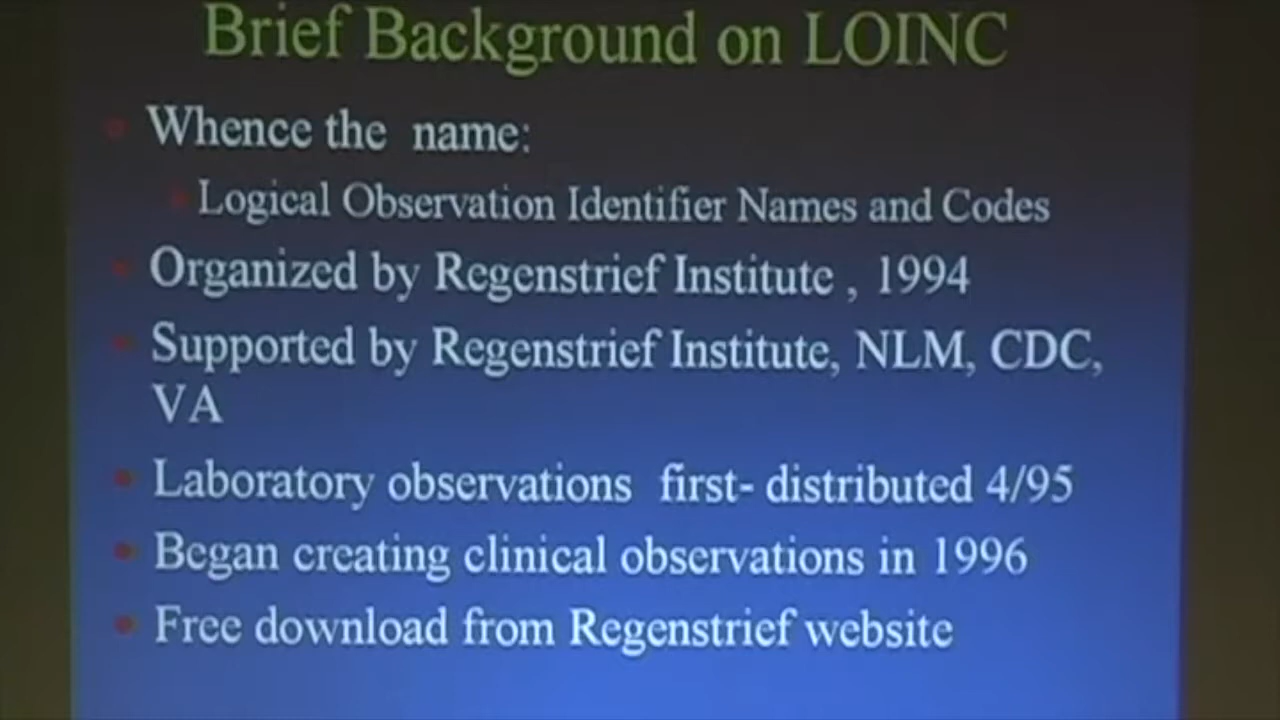 Brief Background on LOINC
Whence the name:
Logical Observation Identifier Names and Codes
Organized by Regenstrief Institute , 1994
Supported by Regenstrief Institute, NLM, CDC,
VA
Laboratory observations first- distributed 4/95
Began creating clinical observations in 1996
Free download from Regenstrief website